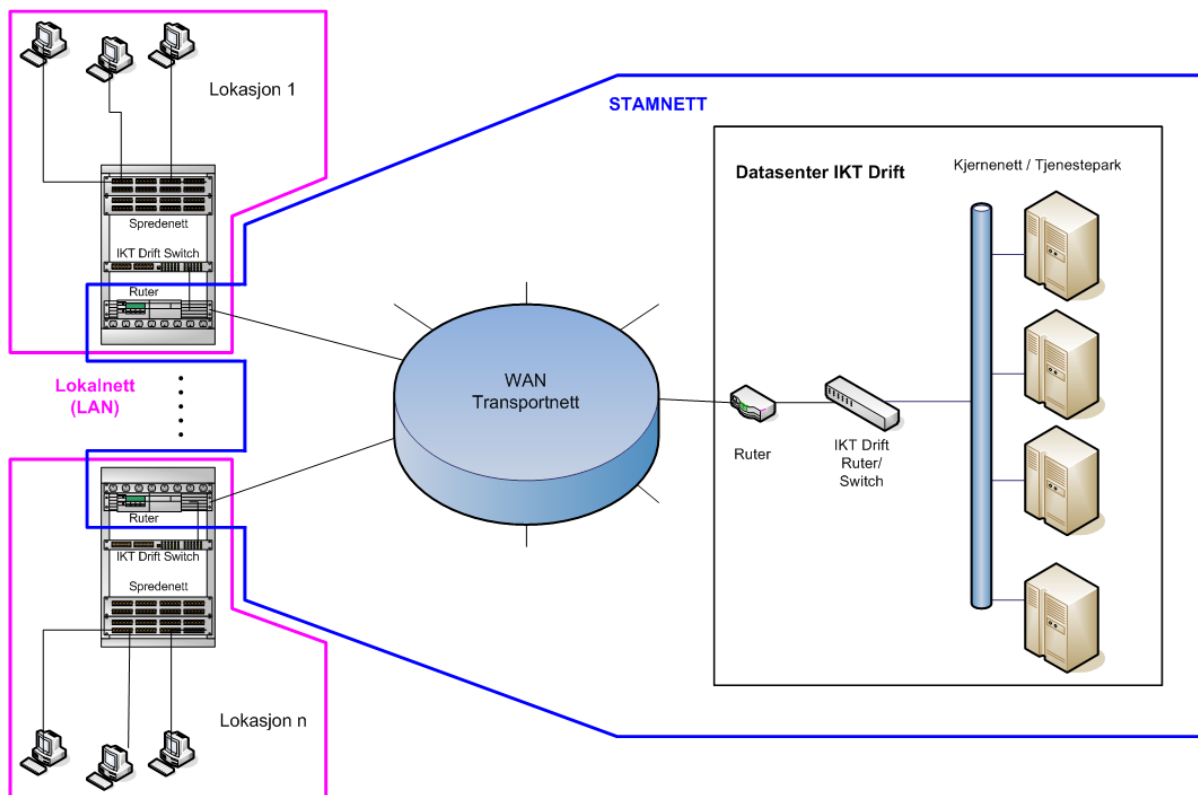 Lokasjon 1
Spredenett
IKT Drift Switch
Ruter
Lokalnett
(LAN)
Ruter
IKT Drift Switch
Spredenett
Lokasjon n
WAN
Transportnett
STAMNETT
Datasenter IKT Drift
Kjernenett / Tjenestepark
Ruter
IKT Drift
Ruter/
Switch